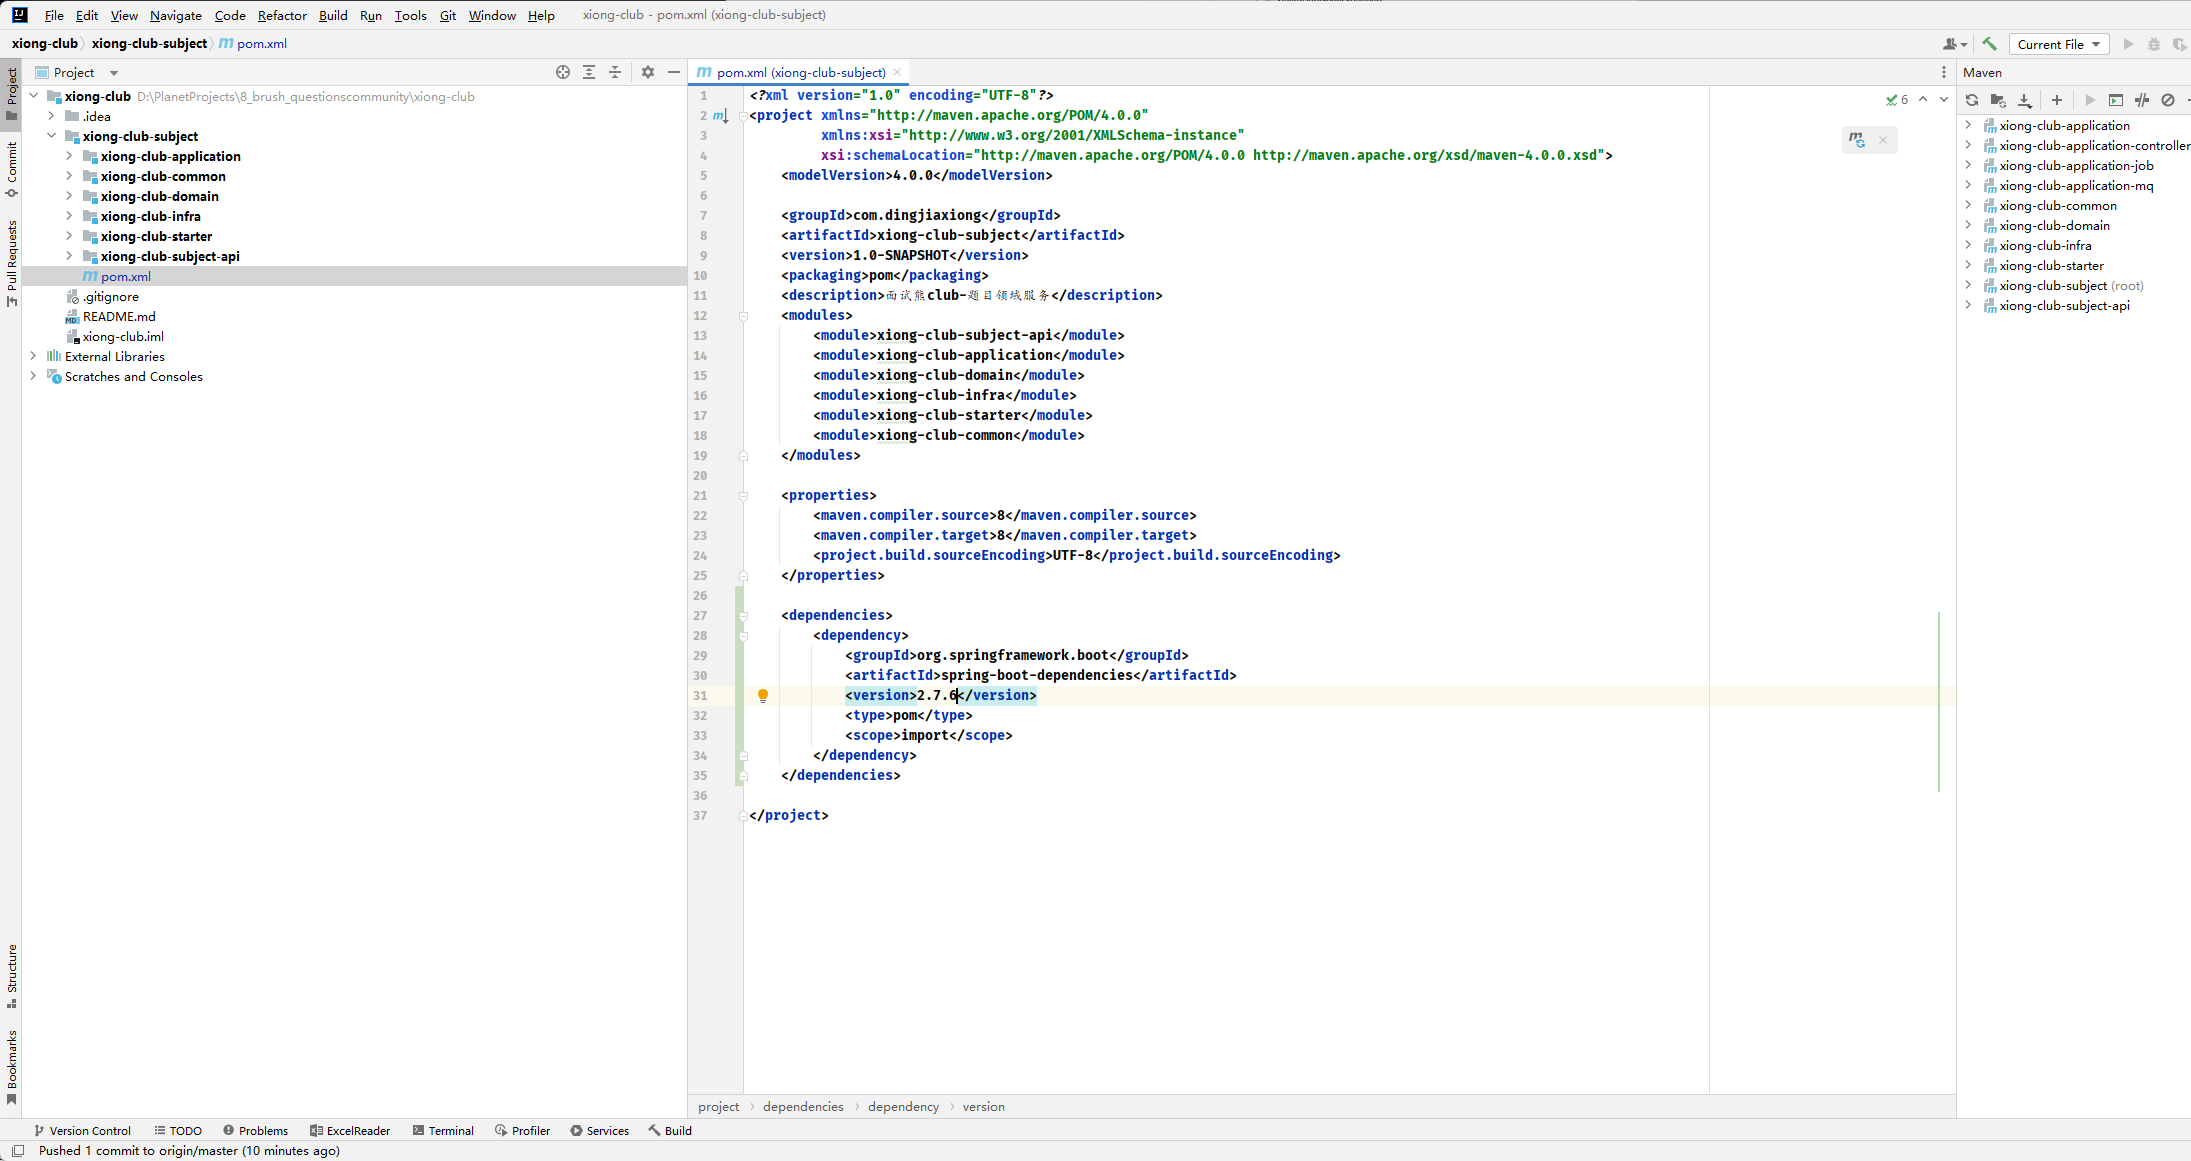 File Edit View Navigate Code Refactor Build Run Tools Git Window Help xiong-club - pom.xml (xiong-club-subject)
xiong-club xiong-club-subject pom.xml
Current File
Project
xiong-club D:\PlanetProjects\8_brush_questionscommunity\xiong-club
.idea
xiong-club-subject
xiong-club-application
xiong-club-common
xiong-club-domain
xiong-club-infra
xiong-club-starter
xiong-club-subject-api
pom.xml
.gitignore
README.md
xiong-club.iml
External Libraries
Scratches and Consoles
Project
Commit
Pull Requests
Structure
Bookmarks
pom.xml (xiong-club-subject)
6
1 <?xml version="1.0" encoding="UTF-8"?>
2 <project xmlns="http://maven.apache.org/POM/4.0.0"
3 xmlns:xsi="http://www.w3.org/2001/XMLSchema-instance"
4 xsi:schemaLocation="http://maven.apache.org/POM/4.0.0 http://maven.apache.org/xsd/maven-4.0.0.xsd">
5 <modelVersion>4.0.0</modelVersion>
6
7 <groupId>com.dingjiaxiong</groupId>
8 <artifactId>xiong-club-subject</artifactId>
9 <version>1.0-SNAPSHOT</version>
10 <packaging>pom</packaging>
11 <description>面试熊club-题目领域服务</description>
12 <modules>
13 <module>xiong-club-subject-api</module>
14 <module>xiong-club-application</module>
15 <module>xiong-club-domain</module>
16 <module>xiong-club-infra</module>
17 <module>xiong-club-starter</module>
18 <module>xiong-club-common</module>
19 </modules>
20
21 <properties>
22 <maven.compiler.source>8</maven.compiler.source>
23 <maven.compiler.target>8</maven.compiler.target>
24 <project.build.sourceEncoding>UTF-8</project.build.sourceEncoding>
25 </properties>
26
27 <dependencies>
28 <dependency>
29 <groupId>org.springframework.boot</groupId>
30 <artifactId>spring-boot-dependencies</artifactId>
31 <version>2.7.6</version>
32 <type>pom</type>
33 <scope>import</scope>
34 </dependency>
35 </dependencies>
36
37 </project>
project dependencies dependency version
Maven
xiong-club-application
xiong-club-application-controller
xiong-club-application-job
xiong-club-application-mq
xiong-club-common
xiong-club-domain
xiong-club-infra
xiong-club-starter
xiong-club-subject (root)
xiong-club-subject-api
Version Control TODO Problems ExcelReader Terminal Profiler Services Build
Pushed 1 commit to origin/master (10 minutes ago)